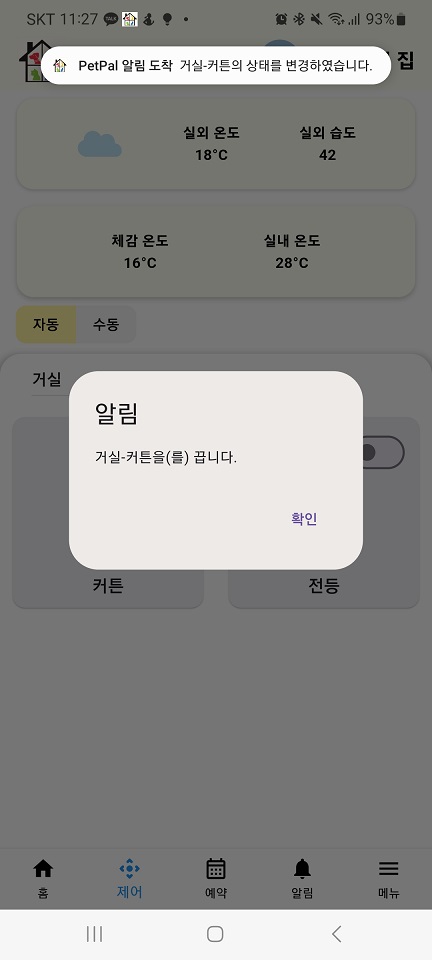 SKT 11:27 93%
PetPal 알림 도착 거실-커튼의 상태를 변경하였습니다.
집
실외 온도 실외 습도
18°C 42
체감 온도 실내 온도
16°C 28°C
자동 수동
거실
알림
거실-커튼을(를) 끕니다.
확인
커튼 전등
홈 제어 예약 알림 메뉴